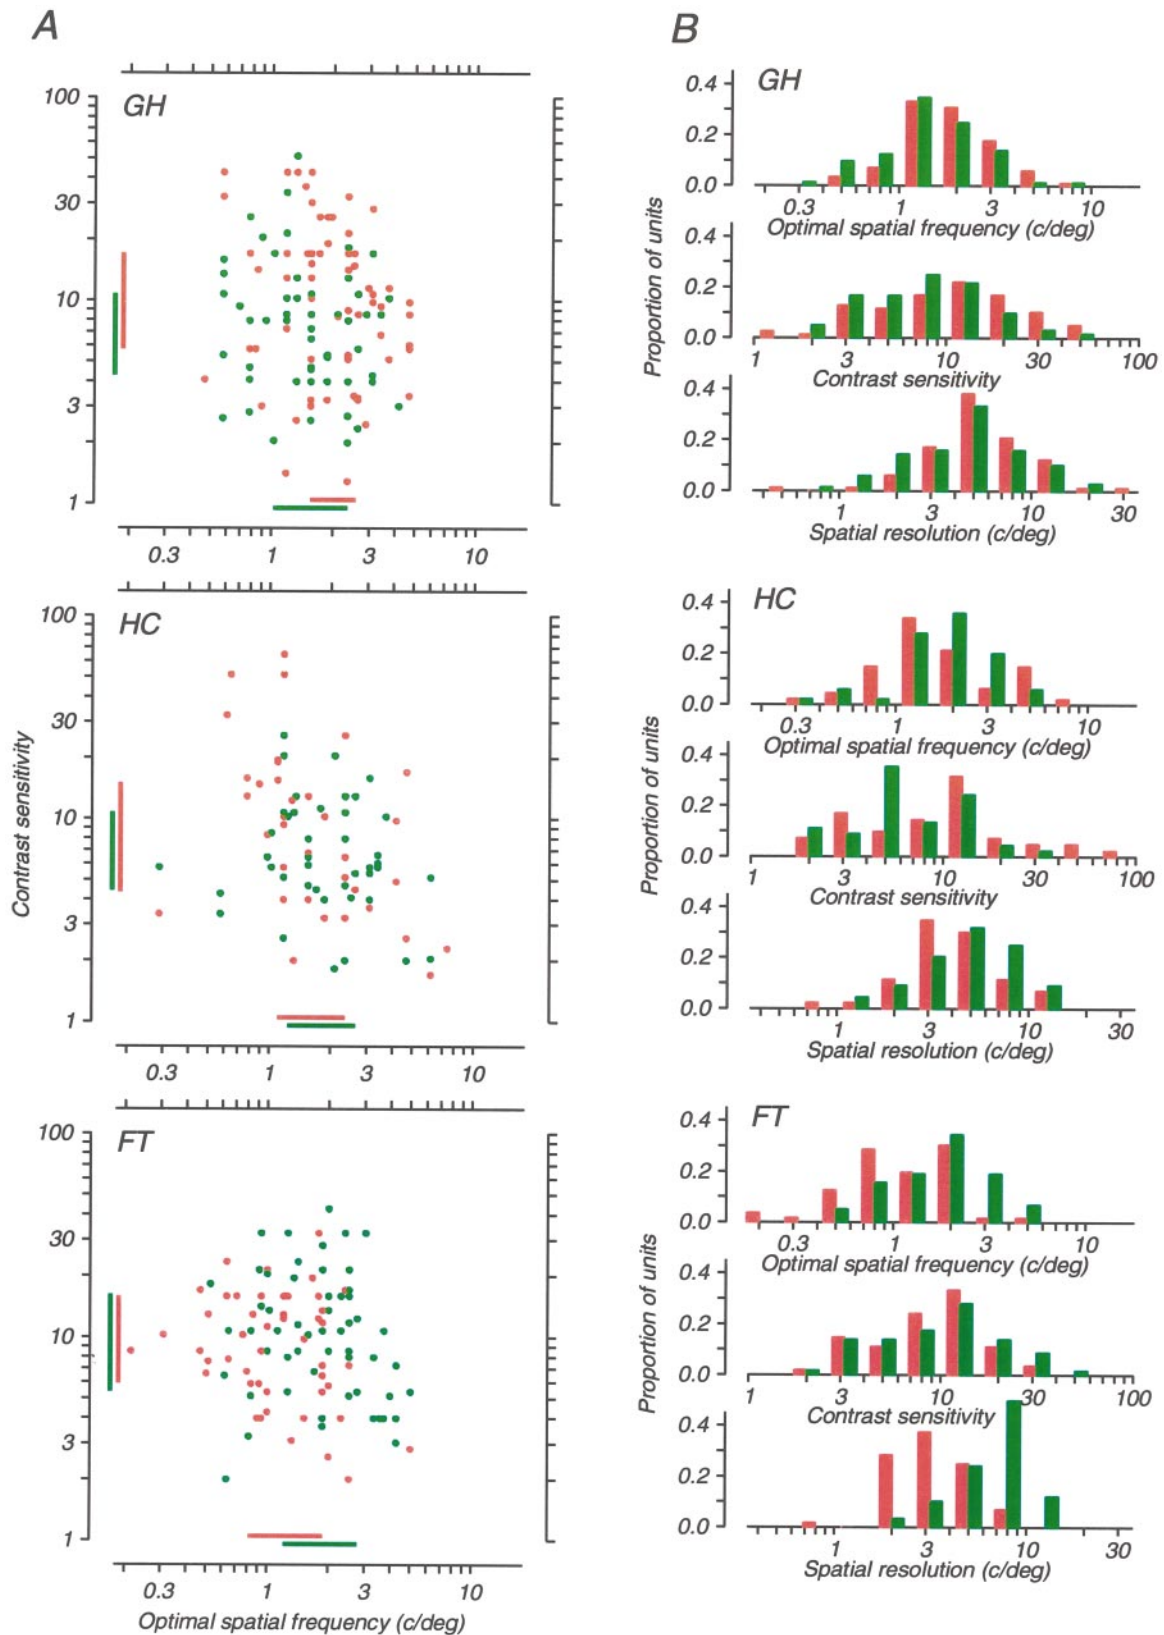 A
GH
100
30
10
3
1
0.3 1 3 10
HC
100
30
10
3
1
Contrast sensitivity
0.3 1 3 10
FT
100
30
10
3
1
0.3 1 3 10
Optimal spatial frequency (c/deg)
B
GH
0.4
0.2
0.0
0.3 1 3 10
Optimal spatial frequency (c/deg)
Proportion of units
0.4
0.2
0.0
1 3 10 30 100
Contrast sensitivity
0.4
0.2
0.0
1 3 10 30
Spatial resolution (c/deg)
HC
0.4
0.2
0.0
0.3 1 3 10
Optimal spatial frequency (c/deg)
Proportion of units
0.4
0.2
0.0
1 3 10 30 100
Contrast sensitivity
0.4
0.2
0.0
1 3 10 30
Spatial resolution (c/deg)
FT
0.4
0.2
0.0
0.3 1 3 10
Optimal spatial frequency (c/deg)
Proportion of units
0.4
0.2
0.0
1 3 10 30 100
Contrast sensitivity
0.4
0.2
0.0
1 3 10 30
Spatial resolution (c/deg)